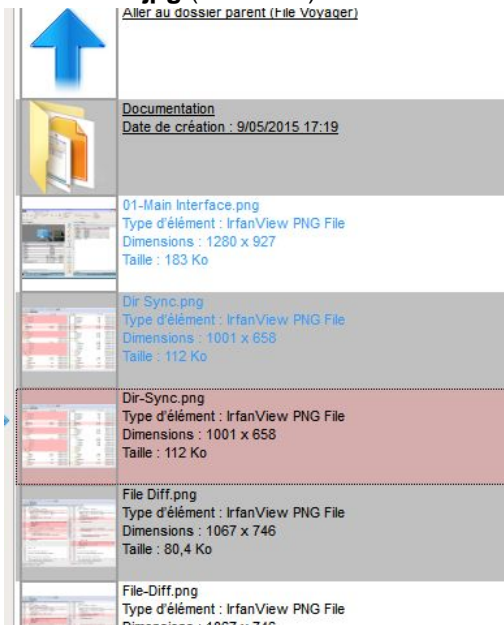 jpg (
Aller au dossier parent (File Voyager)
Documentation
Date de création : 9/05/2015 17:19
01-Main Interface.png
Type d'élément : IrfanView PNG File
Dimensions : 1280 x 927
Taille : 183 Ko
Dir Sync.png
Type d'élément : IrfanView PNG File
Dimensions : 1001 x 658
Taille : 112 Ko
Dir-Sync.png
Type d'élément : IrfanView PNG File
Dimensions : 1001 x 658
Taille : 112 Ko
File Diff.png
Type d'élément : IrfanView PNG File
Dimensions : 1067 x 746
Taille : 80,4 Ko
File-Diff.png
Type d'élément : IrfanView PNG File
Dimensions : 1067 x 746